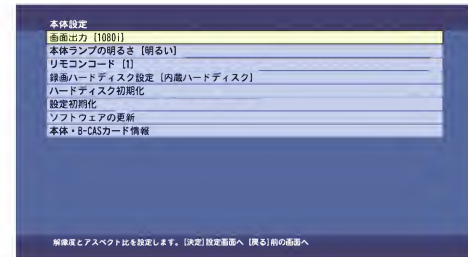 本体設定
画面出力 [1080i]
本体ランプの明るさ [明るい]
リモコンコード [1]
録画ハードディスク設定 [内蔵ハードディスク]
ハードディスク初期化
設定初期化
ソフトウェアの更新
本体・B-CASカード情報
解像度とアスペクト比を設定します。[決定]設定画面へ [戻る]前の画面へ